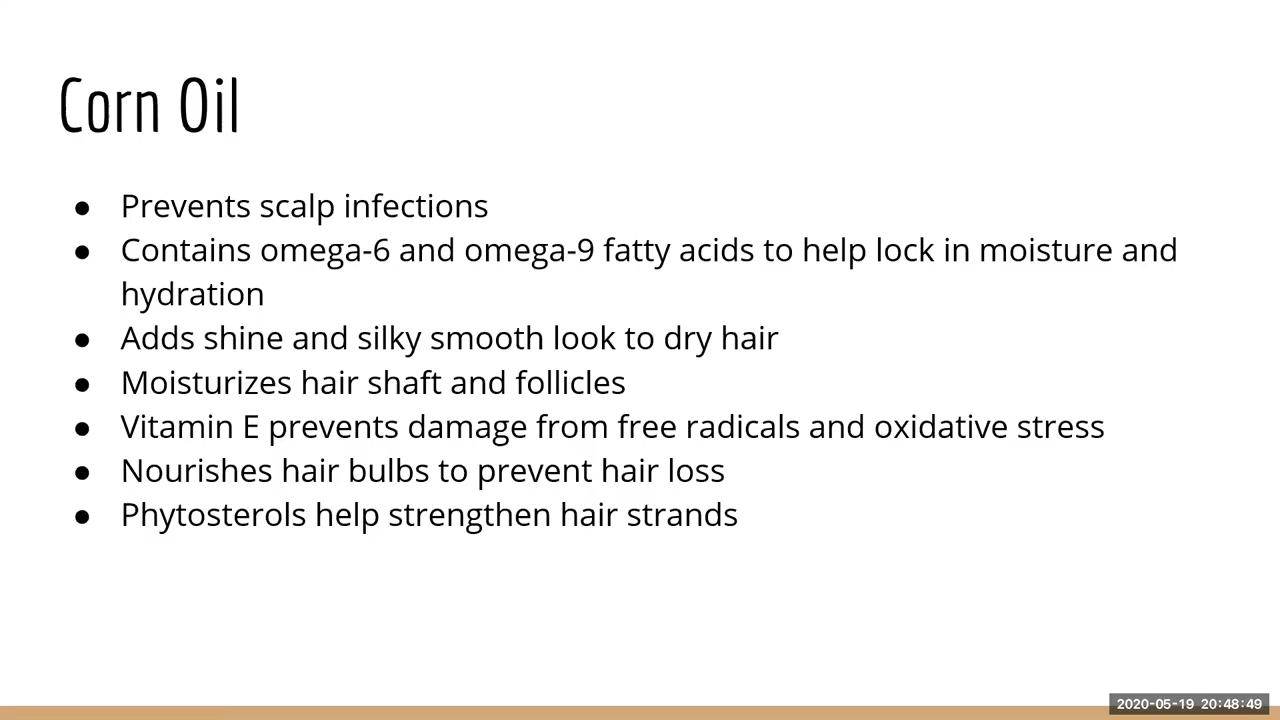 Corn Oil
● Prevents scalp infections
● Contains omega-6 and omega-9 fatty acids to help lock in moisture and
hydration
● Adds shine and silky smooth look to dry hair
● Moisturizes hair shaft and follicles
● Vitamin E prevents damage from free radicals and oxidative stress
● Nourishes hair bulbs to prevent hair loss
● Phytosterols help strengthen hair strands
2020-05-19 20:48:49